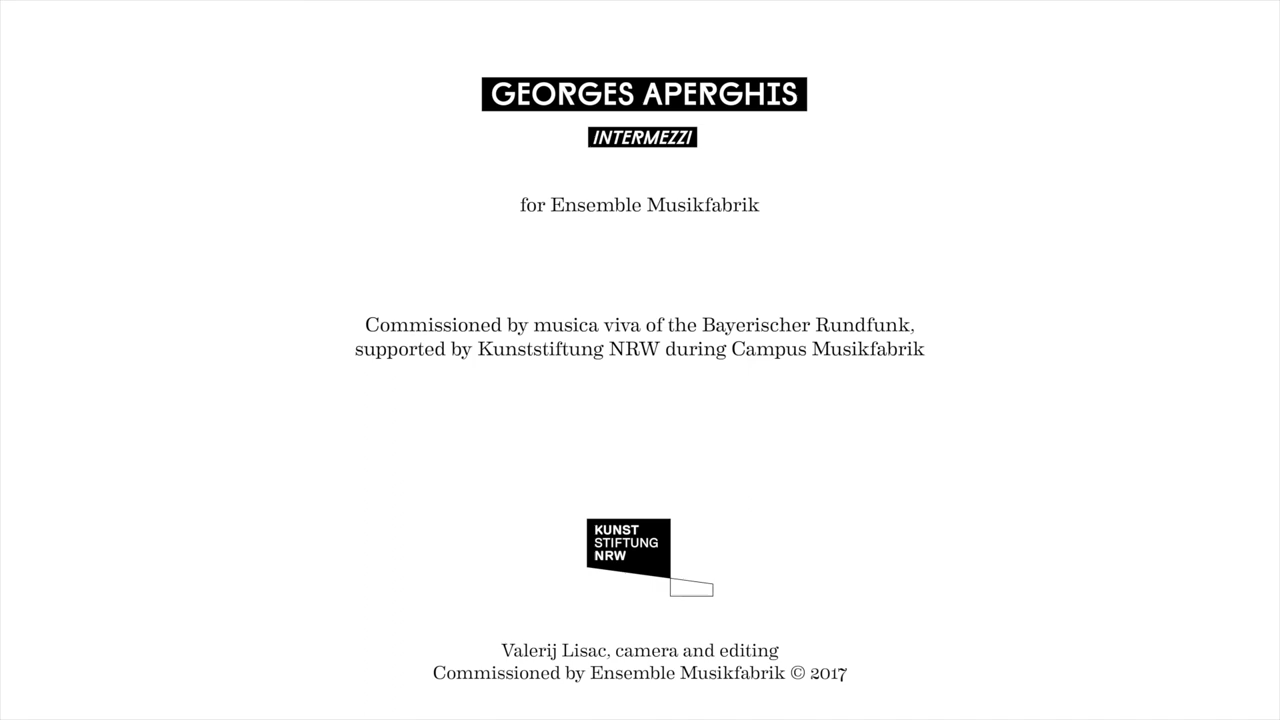 GEORGES APERGHIS
INTERMEZZI
for Ensemble Musikfabrik
Commissioned by musica viva of the Bayerischer Rundfunk,
supported by Kunststiftung NRW during Campus Musikfabrik
KUNST
STIFTUNG
NRW
Valerij Lisac, camera and editing
Commissioned by Ensemble Musikfabrik © 2017